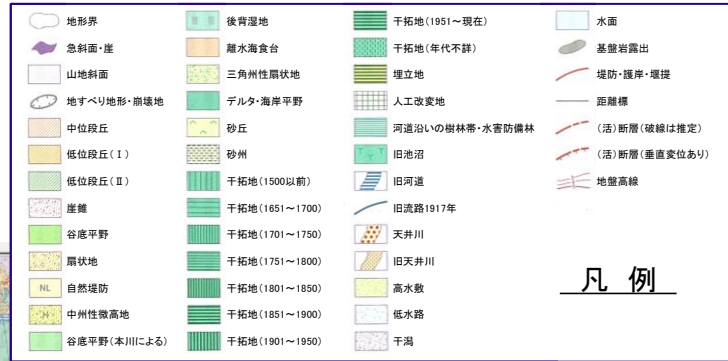 地形界
急斜面・崖
山地斜面
地すべり地形・崩壊地
中位段丘
低位段丘(Ⅰ)
低位段丘(Ⅱ)
崖錐
谷底平野
扇状地
NL 自然堤防
中州性微高地
谷底平野(本川による)
後背湿地
離水海食台
三角州性扇状地
デルタ・海岸平野
砂丘
砂州
干拓地(1500以前)
干拓地(1651～1700)
干拓地(1701～1750)
干拓地(1751～1800)
干拓地(1801～1850)
干拓地(1851～1900)
干拓地(1901～1950)
干拓地(1951～現在)
干拓地(年代不詳)
埋立地
人工改変地
河道沿いの樹林帯・水害防備林
旧池沼
旧河道
旧流路1917年
天井川
旧天井川
高水敷
低水路
干潟
水面
基盤岩露出
堤防・護岸・堰堤
距離標
(活)断層(破線は推定)
(活)断層(垂直変位あり)
地盤高線
凡 例